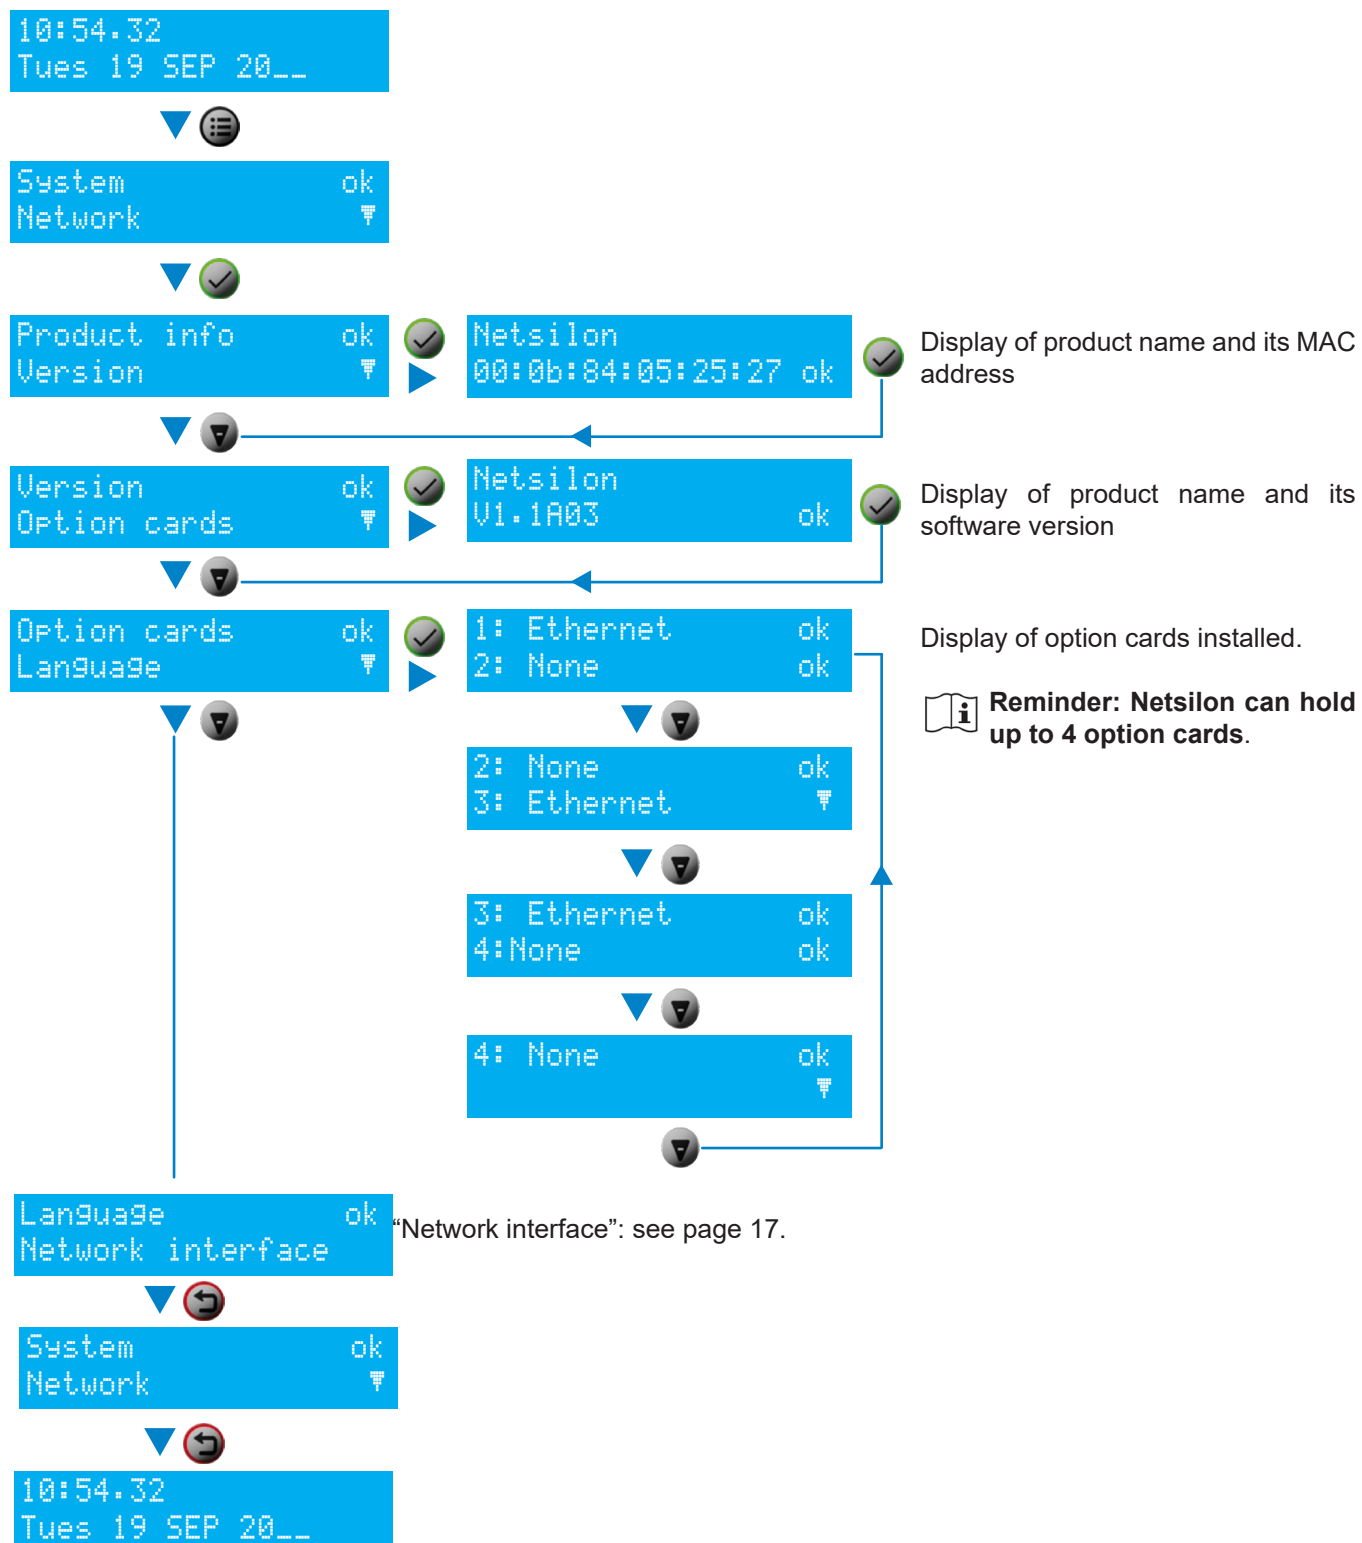 10:54.32
Tues 19 SEP 20__
System ok
Network
Product info ok
Version
Netsilon
00:0b:84:05:25:27 ok
Display of product name and its MAC
address
Version ok
Option cards
Netsilon
V1.1A03 ok
Display of product name and its
software version
Option cards ok
Language
1: Ethernet ok
2: None ok
Display of option cards installed.
Reminder: Netsilon can hold
up to 4 option cards.
2: None ok
3: Ethernet
3: Ethernet ok
4:None ok
4: None ok
Language ok
Network interface
“Network interface”: see page 17.
System ok
Network
10:54.32
Tues 19 SEP 20__